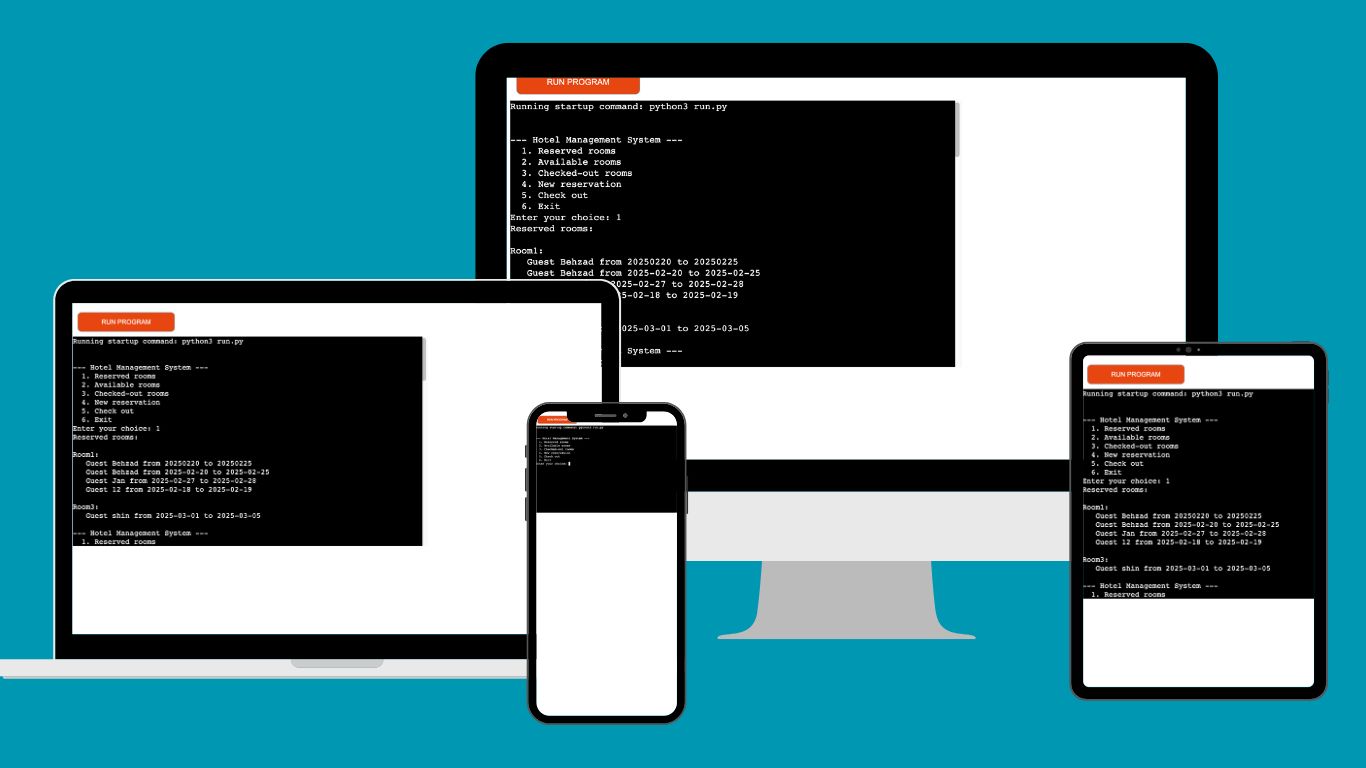 RUN PROGRAM
Running startup command: python3 run.py
--- Hotel Management System ---
1. Reserved rooms
2. Available rooms
3. Checked-out rooms
4. New reservation
5. Check out
6. Exit
Enter your choice: 1
Reserved rooms:
Room1:
Guest Behzad from 20250220 to 20250225
Guest Behzad from 2025-02-20 to 2025-02-25
025-02-27 to 2025-02-28
5-02-18 to 2025-02-19
025-03-01 to 2025-03-05
System ---
RUN PROGRAM
Running startup command: python3 run.py
--- Hotel Management System ---
1. Reserved rooms
2. Available rooms
3. Checked-out rooms
4. New reservation
5. Check out
6. Exit
Enter your choice: 1
Reserved rooms:
Room1:
Guest Behzad from 20250220 to 20250225
Guest Behzad from 2025-02-20 to 2025-02-25
Guest Jan from 2025-02-27 to 2025-02-28
Guest 12 from 2025-02-18 to 2025-02-19
Room3:
Guest shin from 2025-03-01 to 2025-03-05
--- Hotel Management System ---
1. Reserved rooms
Running startup command: python3 run.py
--- Hotel Management System ---
1. Reserved rooms
2. Available rooms
3. Checked-out rooms
4. New reservation
5. Check out
6. Exit
Enter your choice:
RUN PROGRAM
Running startup command: python3 run.py
--- Hotel Management System ---
1. Reserved rooms
2. Available rooms
3. Checked-out rooms
4. New reservation
5. Check out
6. Exit
Enter your choice: 1
Reserved rooms:
Room1:
Guest Behzad from 20250220 to 20250225
Guest Behzad from 2025-02-20 to 2025-02-25
Guest Jan from 2025-02-27 to 2025-02-28
Guest 12 from 2025-02-18 to 2025-02-19
Room3:
Guest shin from 2025-03-01 to 2025-03-05
--- Hotel Management System ---
1. Reserved rooms